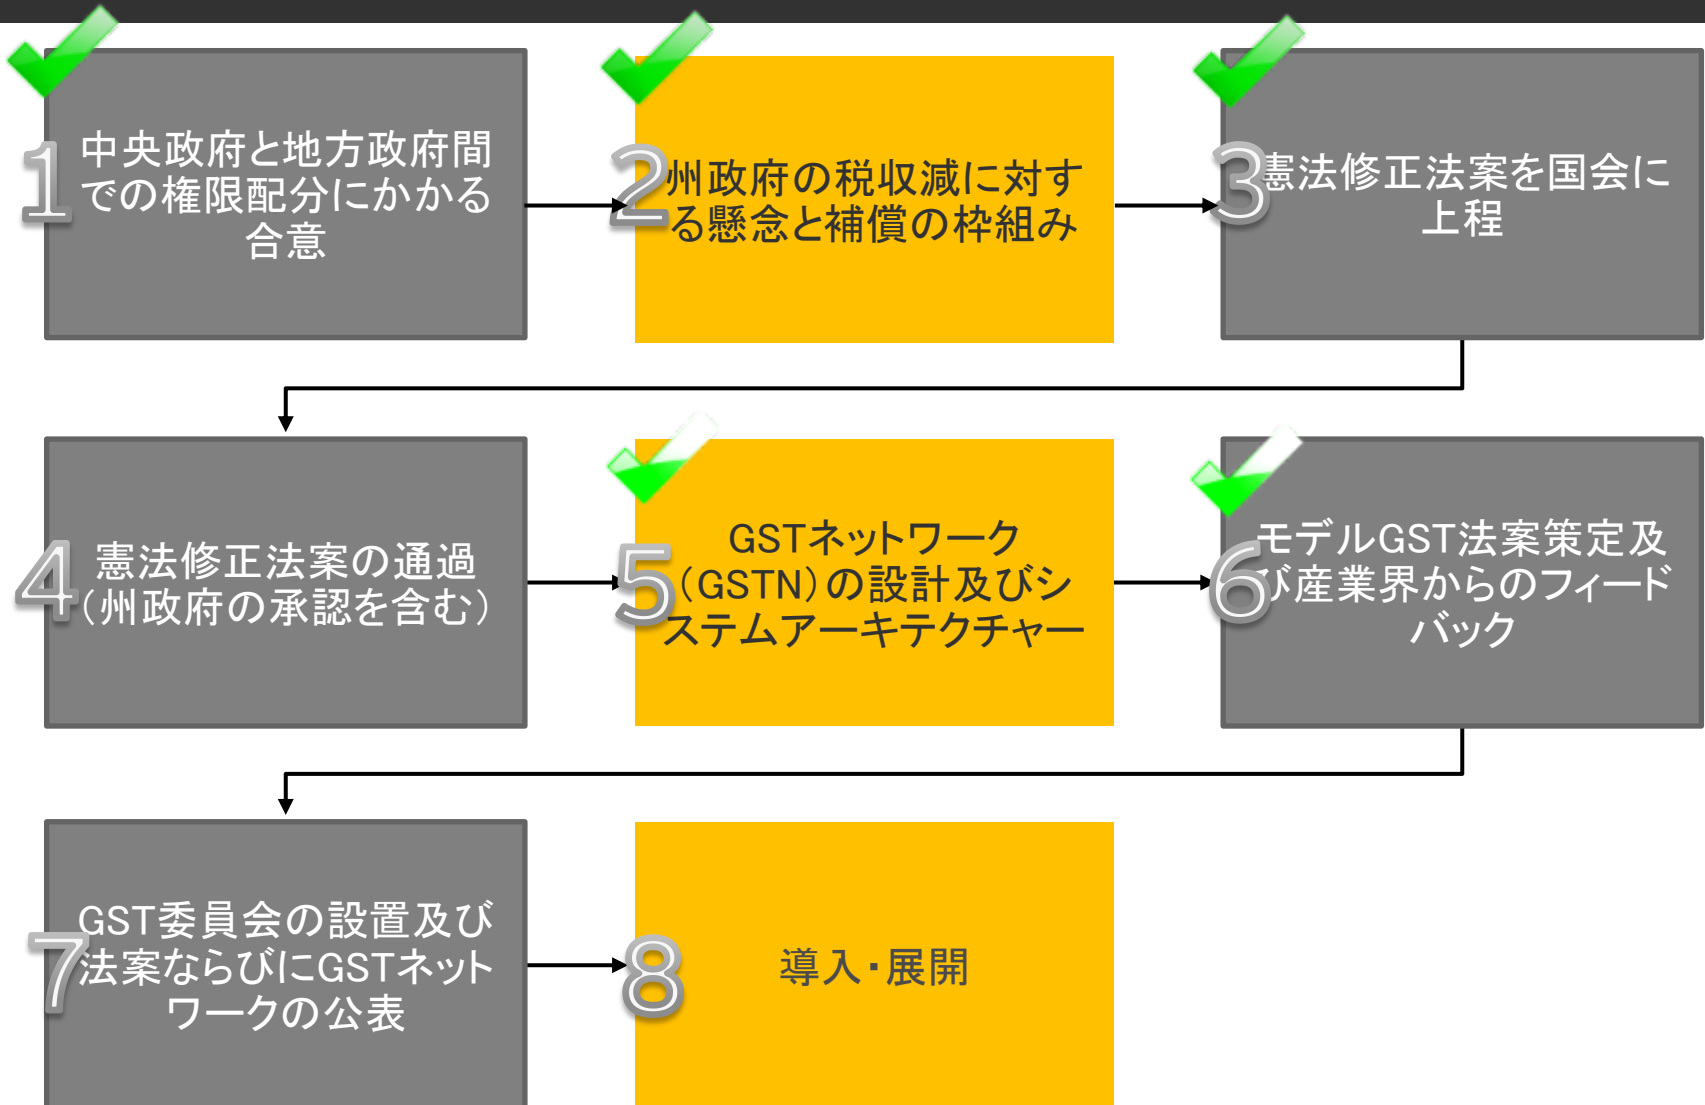 1
中央政府と地方政府間
での権限配分にかかる
合意
2
州政府の税収減に対す
る懸念と補償の枠組み
3
憲法修正法案を国会に
上程
4
憲法修正法案の通過
（州政府の承認を含む）
5
GSTネットワーク
（GSTN）の設計及びシ
ステムアーキテクチャー
6
モデルGST法案策定及
び産業界からのフィード
バック
7
GST委員会の設置及び
法案ならびにGSTネット
ワークの公表
8
導入・展開